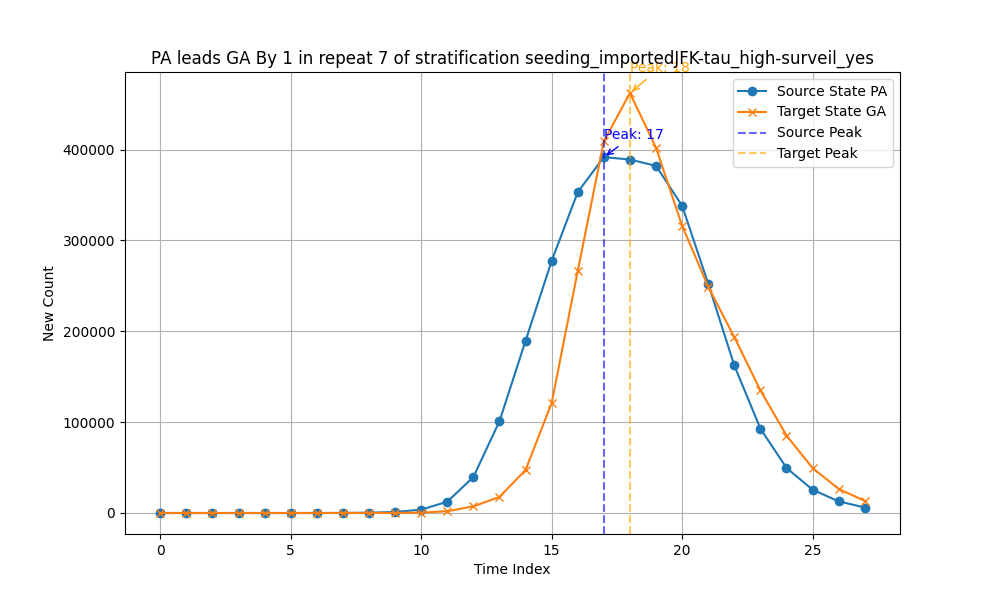 PA leads GA By 1 in repeat 7 of stratification seeding_importedJFK-tau_high-surveil_yes
Peak: 18
Peak: 17
Source State PA
Target State GA
Source Peak
Target Peak
New Count
400000
300000
200000
100000
0
0 5 10 15 20 25
Time Index